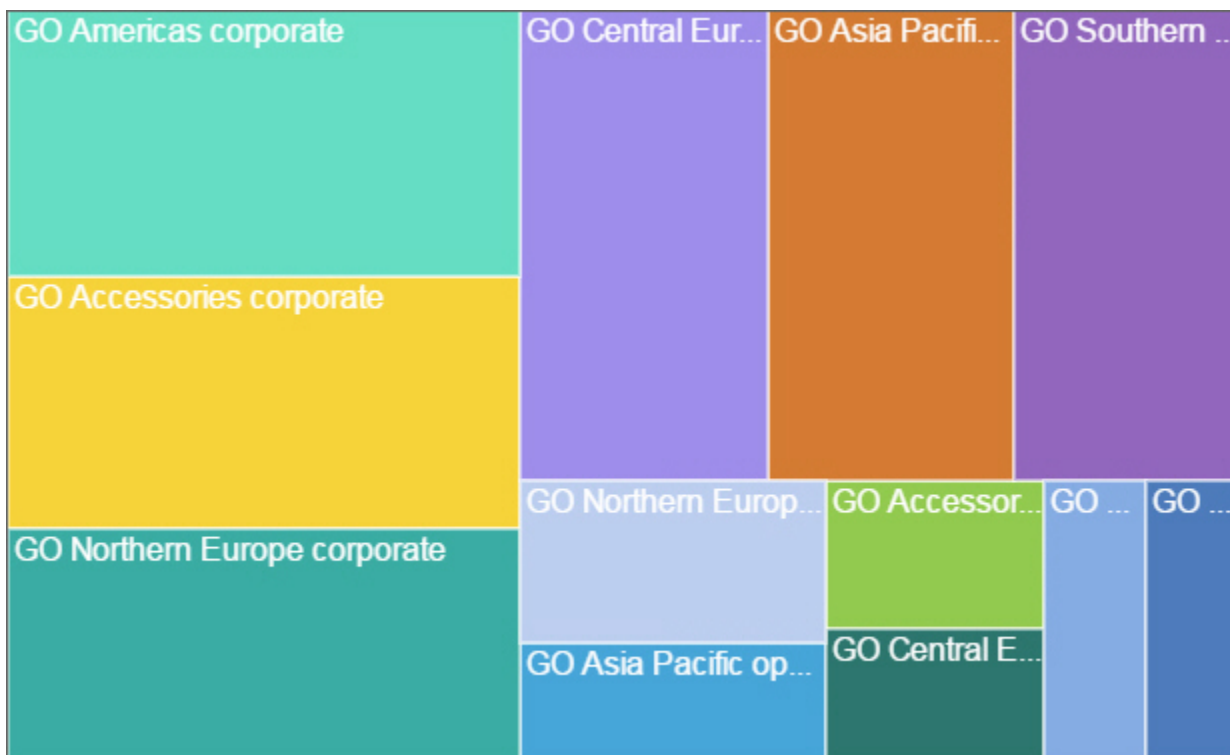 GO Americas corporate
GO Central Eur...
GO Asia Pacifi...
GO Southern ...
GO Accessories corporate
GO Northern Europe corporate
GO Northern Europ...
GO Accessor...
GO ...
GO ...
GO Asia Pacific op...
GO Central E...